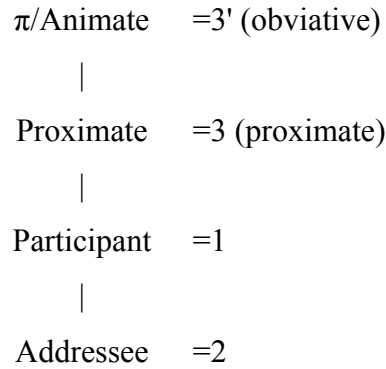 π/Animate =3' (obviative)
|
Proximate =3 (proximate)
|
Participant =1
|
Addressee =2